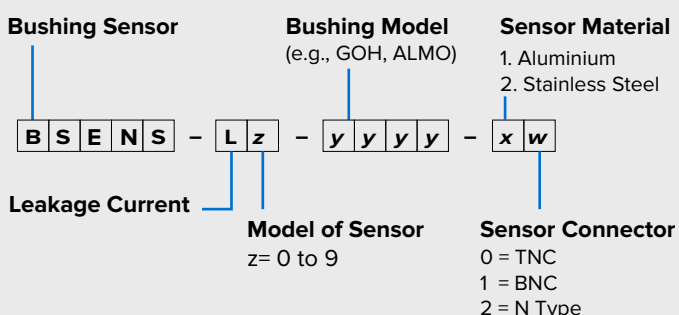 Bushing Sensor
Bushing Model
(e.g., GOH, ALMO)
Sensor Material
1. Aluminium
2. Stainless Steel
B S E N S – L z – y y y y – x w
Leakage Current
Model of Sensor
z= 0 to 9
Sensor Connector
0 = TNC
1 = BNC
2 = N Type